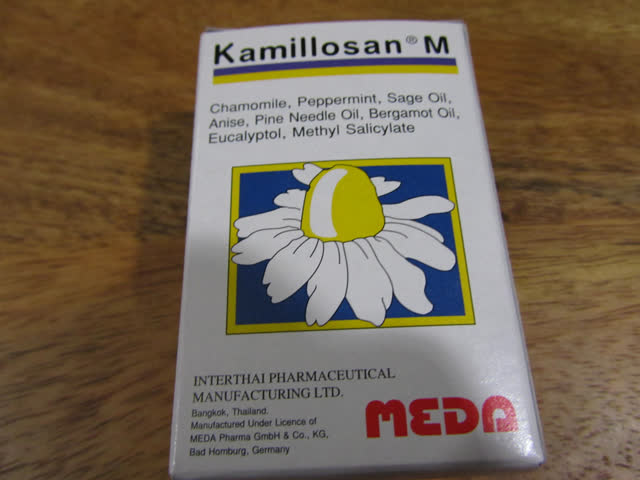 Kamillosan® M
Chamomile, Peppermint, Sage Oil,
Anise, Pine Needle Oil, Bergamot Oil,
Eucalyptol, Methyl Salicylate
INTERTHAI PHARMACEUTICAL
MANUFACTURING LTD.
Bangkok, Thailand.
Manufactured Under Licence of
MEDA Pharma GmbH & Co., KG,
Bad Homburg, Germany
MEDA